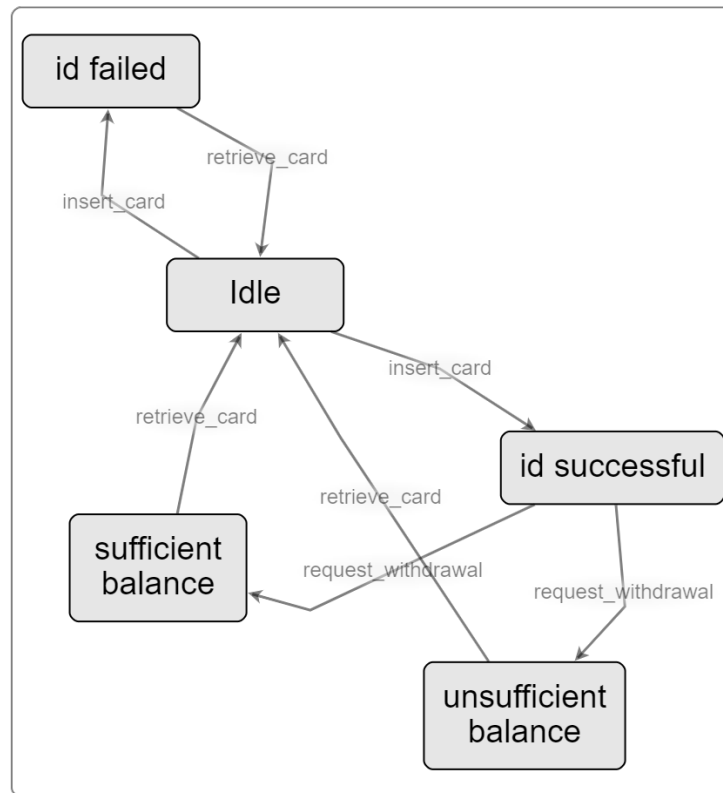 id failed
retrieve_card
insert_card
Idle
insert_card
retrieve_card
id successful
retrieve_card
sufficient
balance
request_withdrawal
request_withdrawal
unsufficient
balance